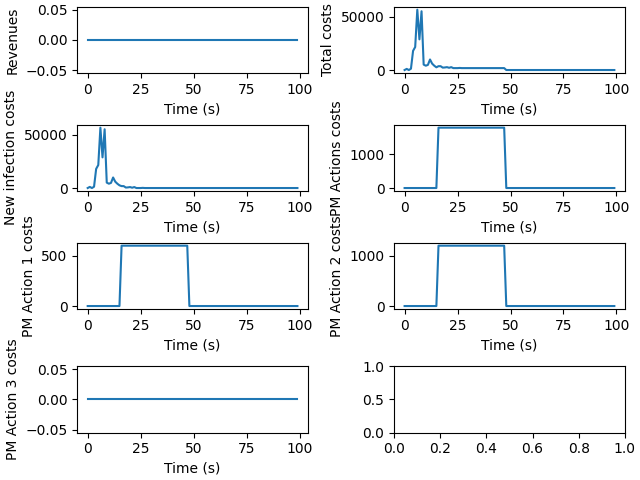 Revenues
0.05
0.00
−0.05
0 25 50 75 100
Time (s)
Total costs
50000
0
0 25 50 75 100
Time (s)
New infection costs
50000
0
0 25 50 75 100
Time (s)
PM Actions costs
1000
0
0 25 50 75 100
Time (s)
PM Action 1 costs
500
0
0 25 50 75 100
Time (s)
PM Action 2 costs
1000
0
0 25 50 75 100
Time (s)
PM Action 3 costs
0.05
0.00
−0.05
0 25 50 75 100
Time (s)
1.0
0.5
0.0
0.0 0.2 0.4 0.6 0.8 1.0